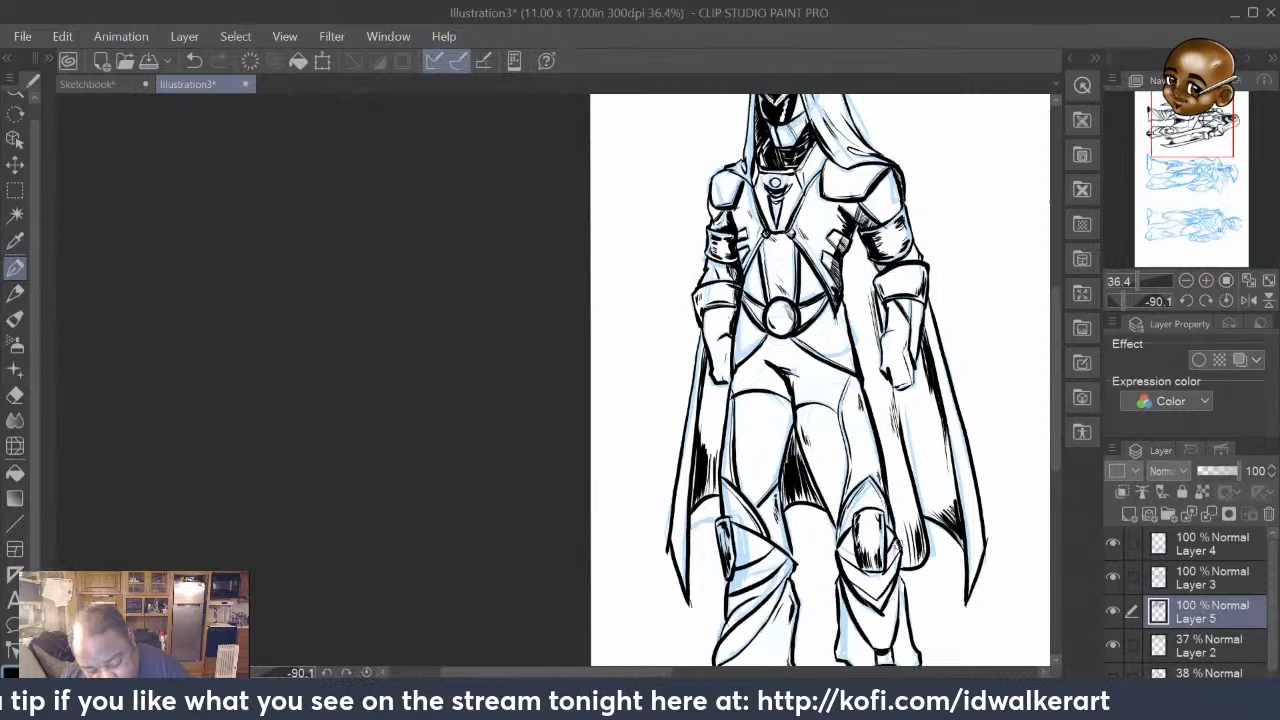 Illustration3* (11.00 x 17.00in 300dpi 36.4%) - CLIP STUDIO PAINT PRO
File Edit Animation Layer Select View Filter Window Help
Sketchbook* Illustration3*
36.4
-90.1
Layer Property
Effect
Expression color
Color
Layer
100
100 % Normal
Layer 4
100 % Normal
Layer 3
100 % Normal
Layer 5
37 % Normal
Layer 2
38 % Normal
-90.1
tip if you like what you see on the stream tonight here at: http://kofi.com/idwalkerart